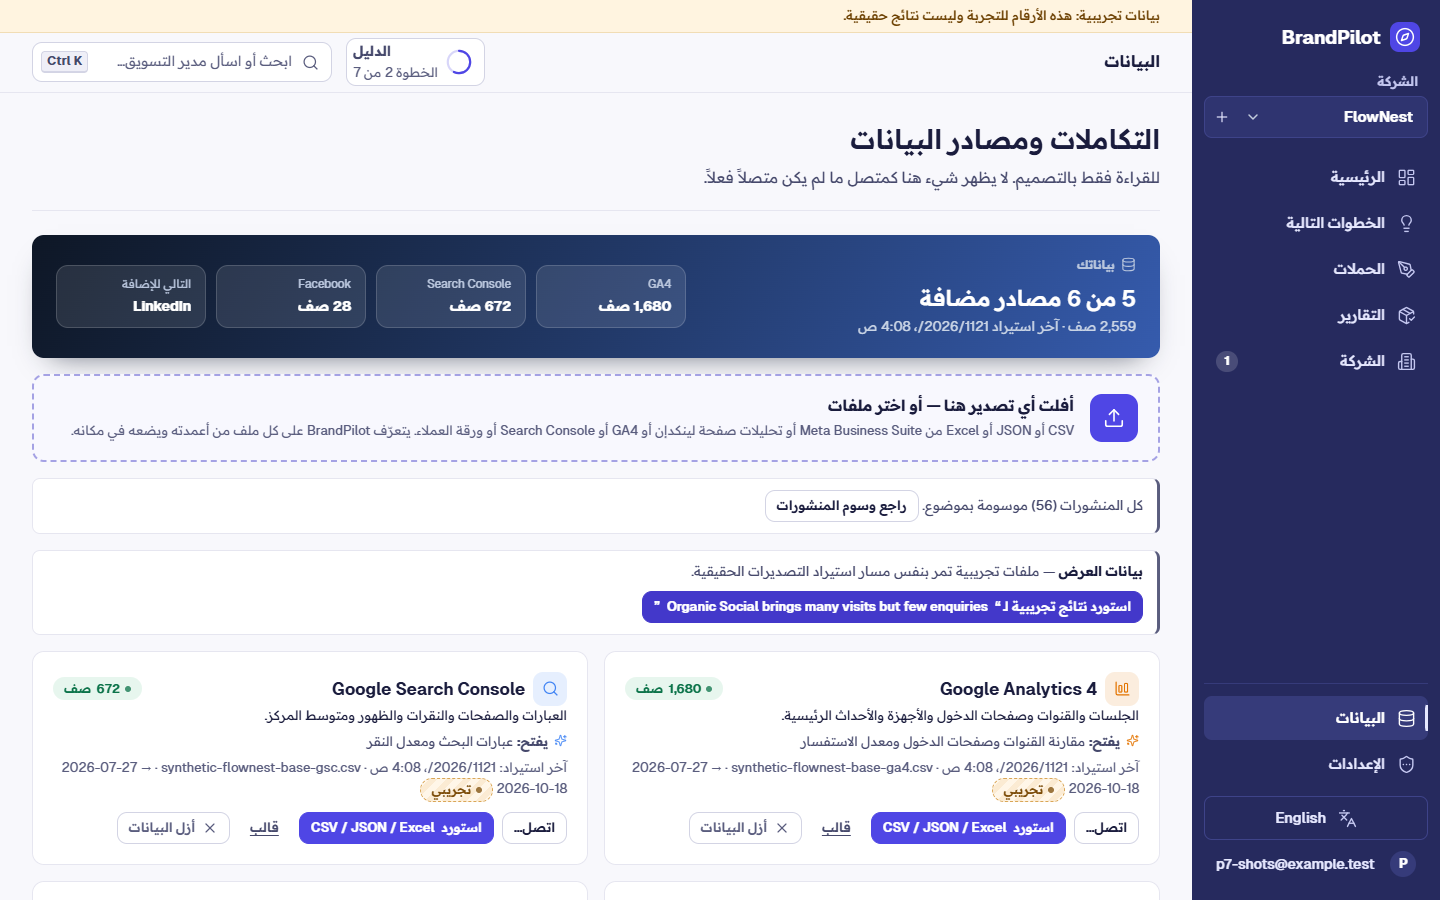 بيانات تجريبية: هذه الأرقام للتجربة وليست نتائج حقيقية.
BrandPilot
الشركة
FlowNest
الرئيسية
الخطوات التالية
الحملات
التقارير
الشركة
1
البيانات
الإعدادات
English
p7-shots@example.test
P
البيانات
الدليل
الخطوة 2 من 7
ابحث أو اسأل مدير التسويق...
Ctrl K
التكاملات ومصادر البيانات
للقراءة فقط بالتصميم. لا يظهر شيء هنا كمتصل ما لم يكن متصلاً فعلاً.
بياناتك
5 من 6 مصادر مضافة
2,559 صف · آخر استيراد 1121/2026/، 4:08 ص
GA4
1,680 صف
Search Console
672 صف
Facebook
28 صف
التالي للإضافة
LinkedIn
أفلت أي تصدير هنا — أو اختر ملفات
CSV أو JSON أو Excel من Meta Business Suite أو تحليلات صفحة لينكدإن أو GA4 أو Search Console أو ورقة العملاء. يتعرّف BrandPilot على كل ملف من أعمدته ويضعه في مكانه.
كل المنشورات (56) موسومة بموضوع. راجع وسوم المنشورات
بيانات العرض — ملفات تجريبية تمر بنفس مسار استيراد التصديرات الحقيقية.
استورد نتائج تجريبية لـ “ Organic Social brings many visits but few enquiries ”
Google Analytics 4
1,680 صف
الجلسات والقنوات وصفحات الدخول والأجهزة والأحداث الرئيسية.
يفتح: مقارنة القنوات وصفحات الدخول ومعدل الاستفسار
آخر استيراد: 1121/2026/، 4:08 ص · synthetic-flownest-base-ga4.csv · 2026-07-27 →
2026-10-18 تجريبي
اتصل...
استورد CSV / JSON / Excel
قالب
أزل البيانات
Google Search Console
672 صف
العبارات والصفحات والنقرات والظهور ومتوسط المركز.
يفتح: عبارات البحث ومعدل النقر
آخر استيراد: 1121/2026/، 4:08 ص · synthetic-flownest-base-gsc.csv · 2026-07-27 →
2026-10-18 تجريبي
اتصل...
استورد CSV / JSON / Excel
قالب
أزل البيانات